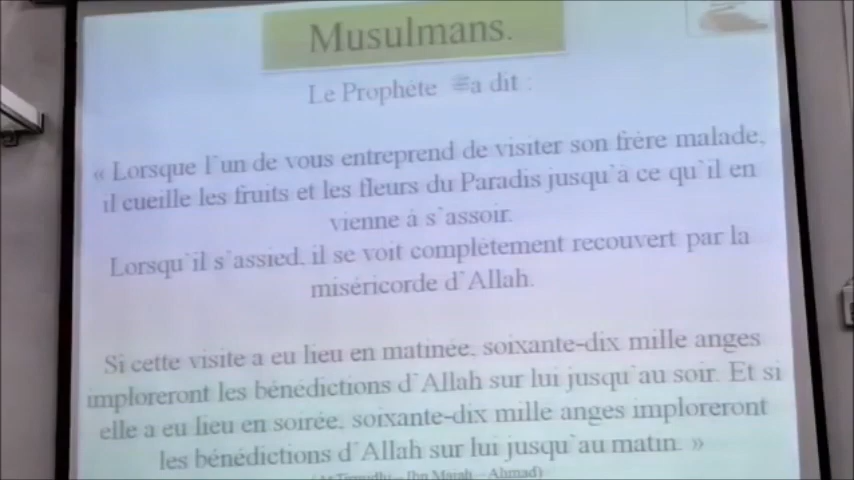 Musulmans.
Le Prophète ﷺ a dit :
« Lorsque l'un de vous entreprend de visiter son frère malade,
il cueille les fruits et les fleurs du Paradis jusqu'à ce qu'il en
vienne à s'assoir.
Lorsqu'il s'assied, il se voit complètement recouvert par la
miséricorde d'Allah.
Si cette visite a eu lieu en matinée, soixante-dix mille anges
imploreront les bénédictions d'Allah sur lui jusqu'au soir. Et si
elle a eu lieu en soirée, soixante-dix mille anges imploreront
les bénédictions d'Allah sur lui jusqu'au matin. »
Ibn Majah – Ahmad)